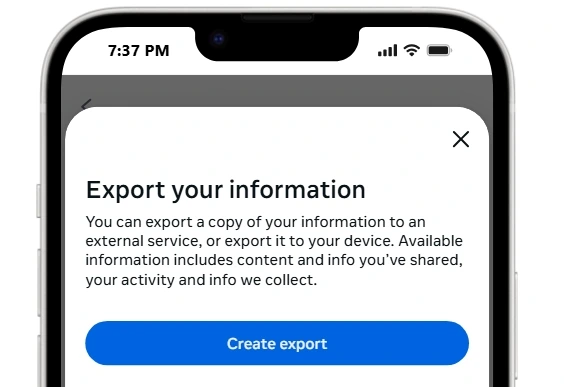 7:37 PM
Export your information
You can export a copy of your information to an
external service, or export it to your device. Available
information includes content and info you’ve shared,
your activity and info we collect.
Create export